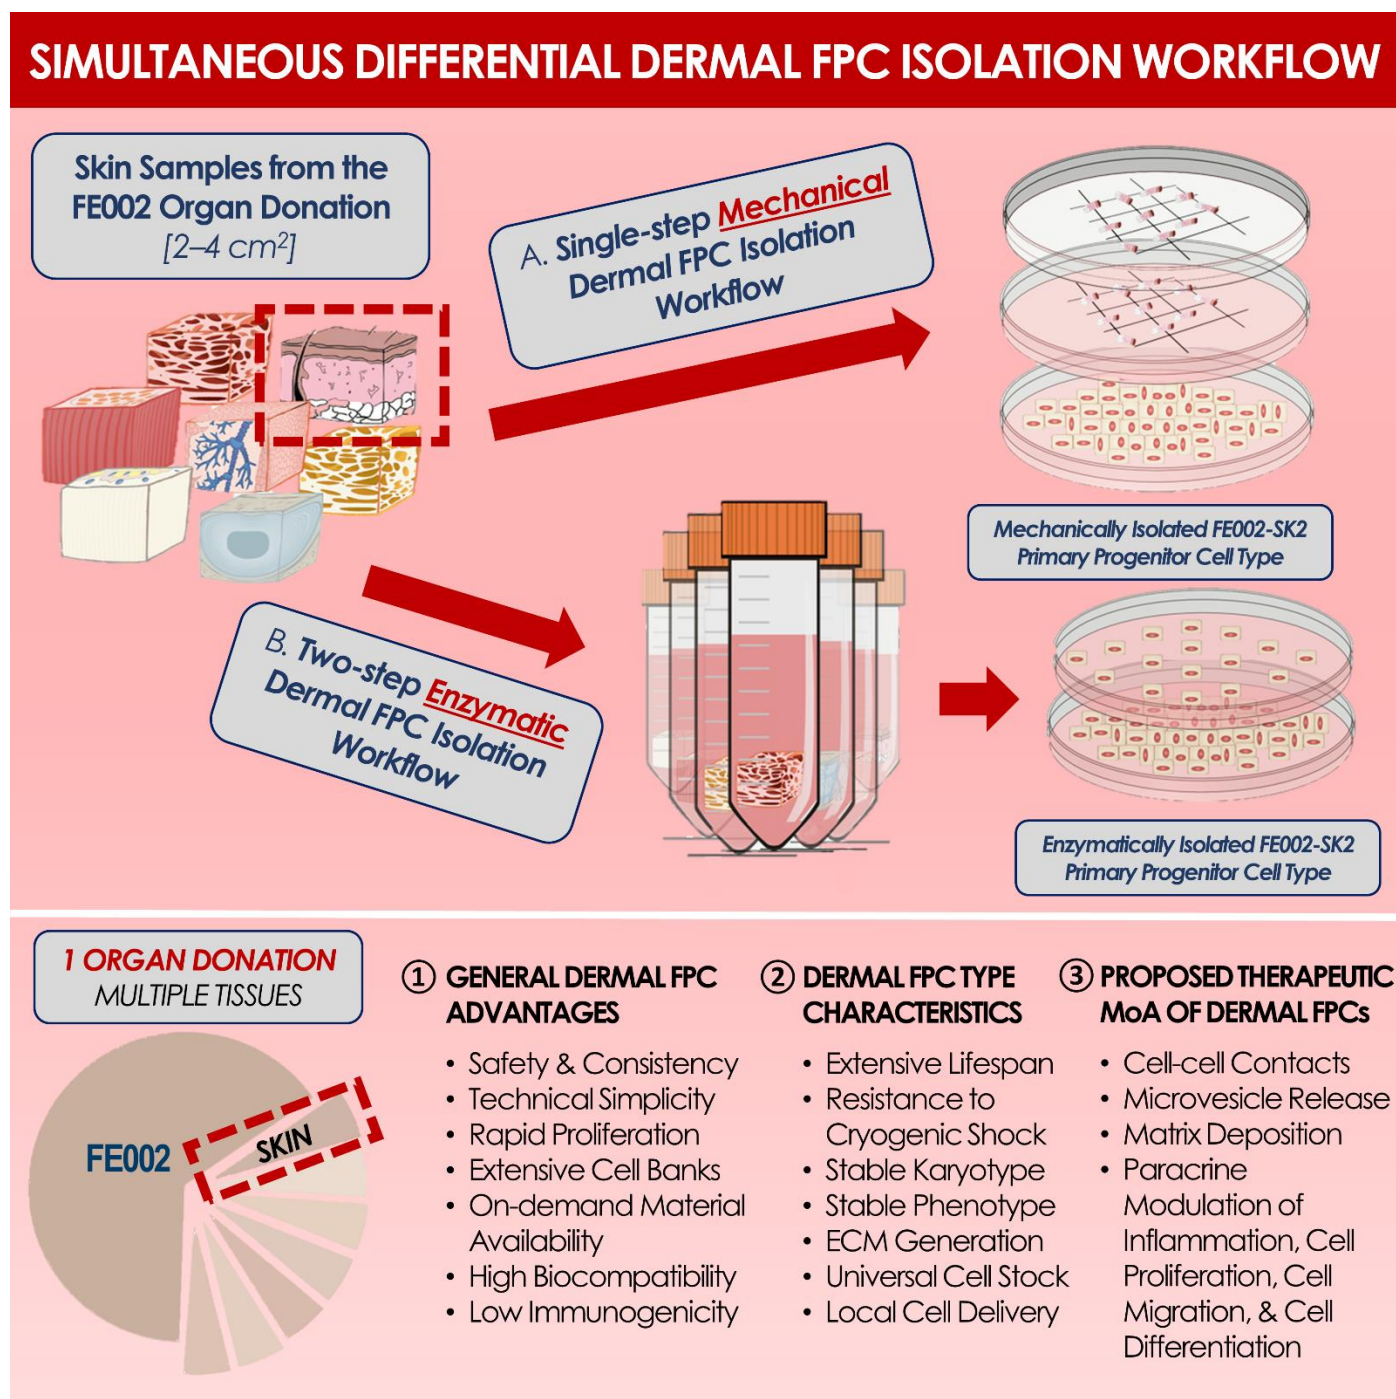 SIMULTANEOUS DIFFERENTIAL DERMAL FPC ISOLATION WORKFLOW
Skin Samples from the
FE002 Organ Donation
[2–4 cm²]
A. Single-step Mechanical
Dermal FPC Isolation
Workflow
Mechanically Isolated FE002-SK2
Primary Progenitor Cell Type
B. Two-step Enzymatic
Dermal FPC Isolation
Workflow
Enzymatically Isolated FE002-SK2
Primary Progenitor Cell Type
1 ORGAN DONATION
MULTIPLE TISSUES
FE002
SKIN
① GENERAL DERMAL FPC
ADVANTAGES
• Safety & Consistency
• Technical Simplicity
• Rapid Proliferation
• Extensive Cell Banks
• On-demand Material
Availability
• High Biocompatibility
• Low Immunogenicity
② DERMAL FPC TYPE
CHARACTERISTICS
• Extensive Lifespan
• Resistance to
Cryogenic Shock
• Stable Karyotype
• Stable Phenotype
• ECM Generation
• Universal Cell Stock
• Local Cell Delivery
③ PROPOSED THERAPEUTIC
MoA OF DERMAL FPCs
• Cell-cell Contacts
• Microvesicle Release
• Matrix Deposition
• Paracrine
Modulation of
Inflammation, Cell
Proliferation, Cell
Migration, & Cell
Differentiation